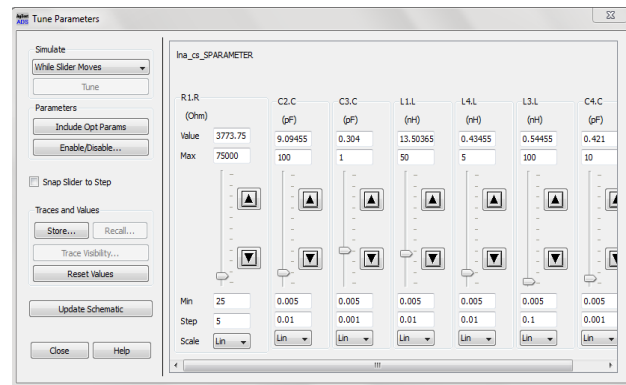 Agilent ADS Tune Parameters
Simulate
While Slider Moves
Tune
Parameters
Include Opt Params
Enable/Disable...
Snap Slider to Step
Traces and Values
Store... Recall...
Trace Visibility...
Reset Values
Update Schematic
Close Help
lna_cs_SPARAMETER
R1.R C2.C C3.C L1.L L4.L L3.L C4.C
(Ohm) (pF) (pF) (nH) (nH) (nH) (pF)
Value 3773.75 9.09455 0.304 13.50365 0.43455 0.54455 0.421
Max 75000 100 1 50 5 100 10
Min 25 0.005 0.005 0.005 0.005 0.005 0.005
Step 5 0.01 0.001 0.01 0.01 0.1 0.001
Scale Lin Lin Lin Lin Lin Lin Lin